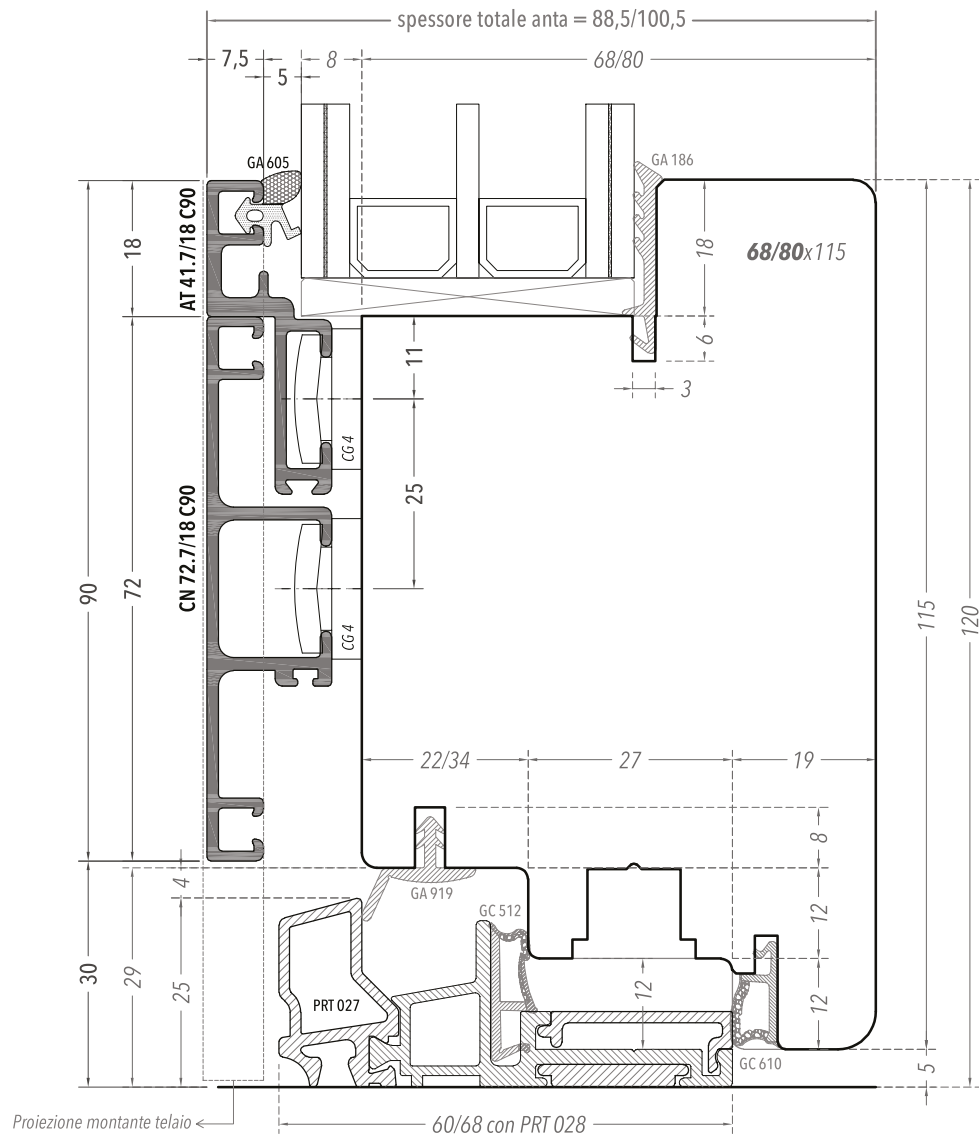 spessore totale anta = 88,5/100,5
7,5
8
68/80
5
GA 605
GA 186
AT 41.7/18 C90
18
18
68/80x115
6
11
3
CG 4
25
CN 72.7/18 C90
90
72
CG 4
115
120
22/34
27
19
8
4
GA 919
GC 512
12
30
29
25
PRT 027
12
12
GC 610
5
Proiezione montante telaio
60/68 con PRT 028